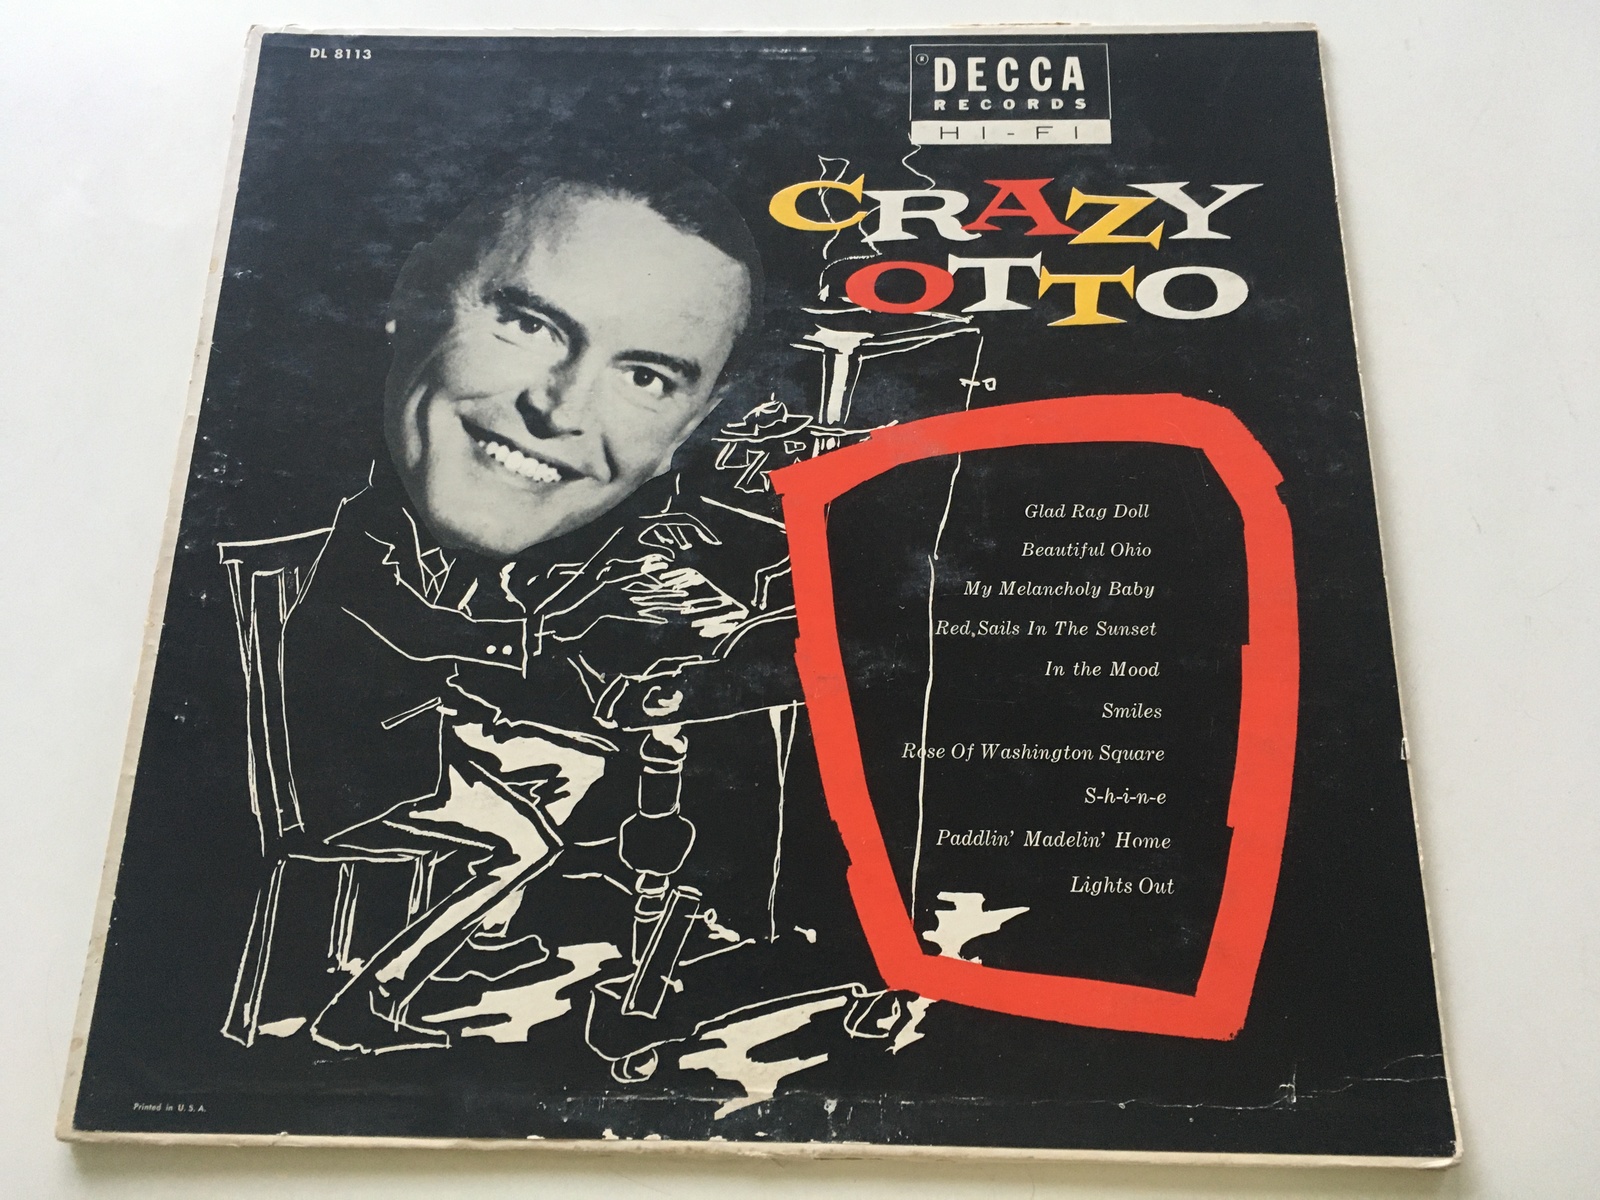 DL 8113
® DECCA
RECORDS
HI-FI
CRAZY
OTTO
Glad Rag Doll
Beautiful Ohio
My Melancholy Baby
Red Sails In The Sunset
In the Mood
Smiles
Rose Of Washington Square
S-h-i-n-e
Paddlin' Madelin' Home
Lights Out
Printed in U. S. A.